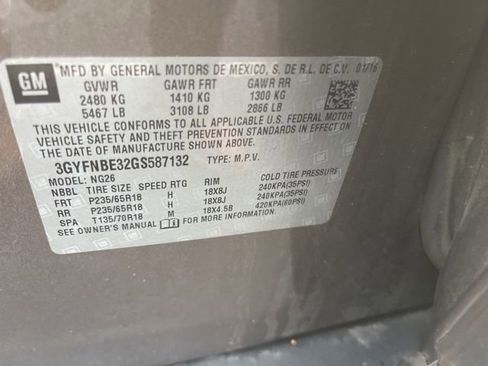 GM
MFD BY GENERAL MOTORS DE MEXICO, S. DE R.L. DE C.V. 01/16
GVWR GAWR FRT GAWR RR
2480 KG 1410 KG 1300 KG
5467 LB 3108 LB 2866 LB
THIS VEHICLE CONFORMS TO ALL APPLICABLE U.S. FEDERAL MOTOR
VEHICLE SAFETY AND THEFT PREVENTION STANDARDS IN EFFECT
ON THE DATE OF MANUFACTURE SHOWN ABOVE.
3GYFNBE32GS587132 TYPE: M.P.V.
MODEL: NG26
NBBL TIRE SIZE SPEED RTG RIM COLD TIRE PRESSURE
FRT P235/65R18 H 18X8J 240KPA(35PSI)
RR P235/65R18 H 18X8J 240KPA(35PSI)
SPA T135/70R18 M 18X4.5B 420KPA(60PSI)
SEE OWNER'S MANUAL FOR MORE INFORMATION